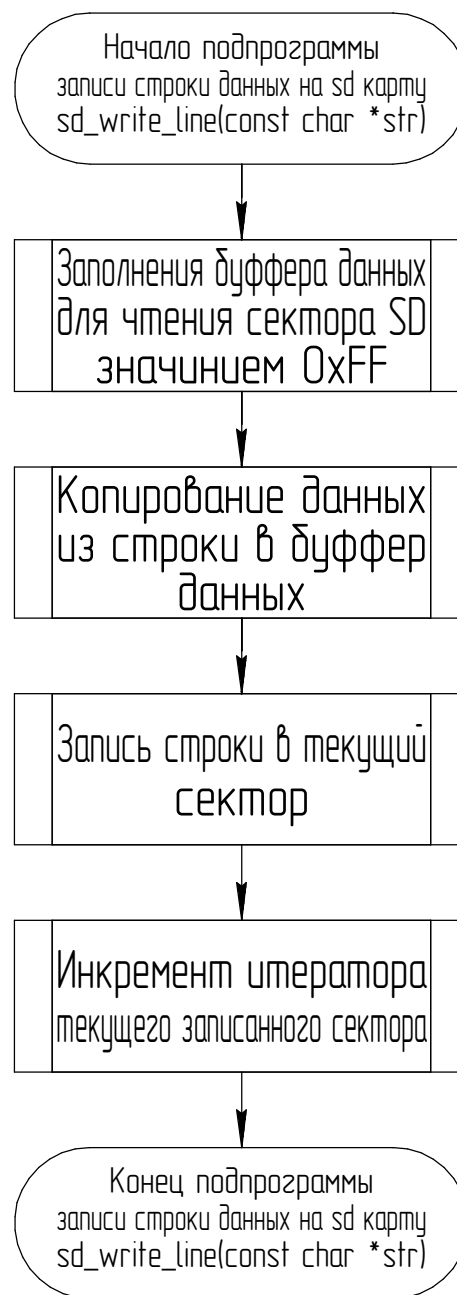 Начало подпрограммы
записи строки данных на sd карту
sd_write_line(const char *str)
Заполнения буффера данных
для чтения сектора SD
значинием 0xFF
Копирование данных
из строки в буффер
данных
Запись строки в текущий
сектор
Инкремент итератора
текущего записанного сектора
Конец подпрограммы
записи строки данных на sd карту
sd_write_line(const char *str)